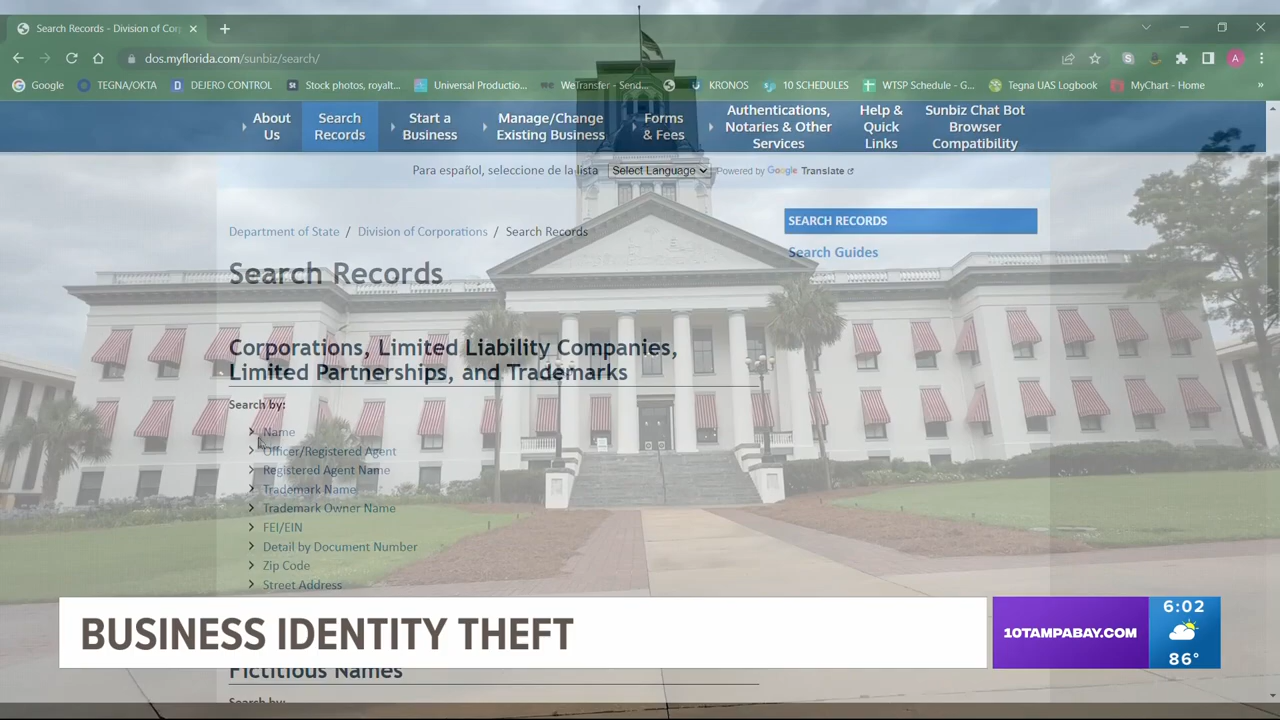 Search Records - Division of Corp
dos.myflorida.com/sunbiz/search/
A
Google
TEGNA/OKTA
DEJERO CONTROL
Stock photos, royalt...
Universal Productio...
WeTransfer - Send...
KRONOS
10 SCHEDULES
WTSP Schedule - G...
Tegna UAS Logbook
MyChart - Home
About
Us
Search
Records
Start a
Business
Manage/Change
Existing Business
Forms
& Fees
Authentications,
Notaries & Other
Services
Help &
Quick
Links
Sunbiz Chat Bot
Browser
Compatibility
Para español, seleccione de la lista
Select Language
Powered by Google Translate
Department of State / Division of Corporations / Search Records
SEARCH RECORDS
Search Guides
Search Records
Corporations, Limited Liability Companies,
Limited Partnerships, and Trademarks
Search by:
Name
Officer/Registered Agent
Registered Agent Name
Trademark Name
Trademark Owner Name
FEI/EIN
Detail by Document Number
Zip Code
Street Address
BUSINESS IDENTITY THEFT
10TAMPABAY.COM
6:02
86°
Fictitious Names
Search by: